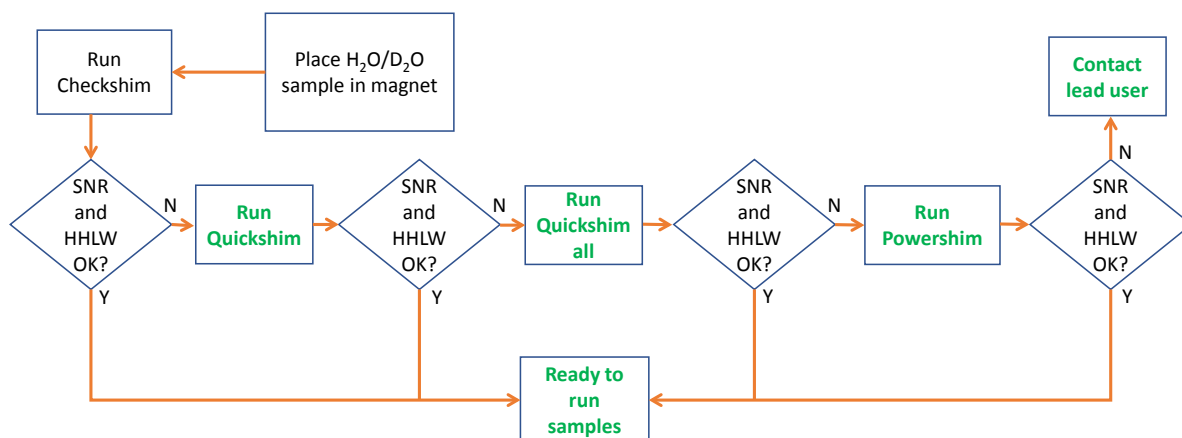 Run
Checkshim
Place H₂O/D₂O
sample in magnet
Contact
lead user
SNR
and
HHLW
OK?
N
Y
Run
Quickshim
SNR
and
HHLW
OK?
N
Y
Run
Quickshim
all
SNR
and
HHLW
OK?
N
Y
Run
Powershim
SNR
and
HHLW
OK?
N
Y
Ready to
run
samples